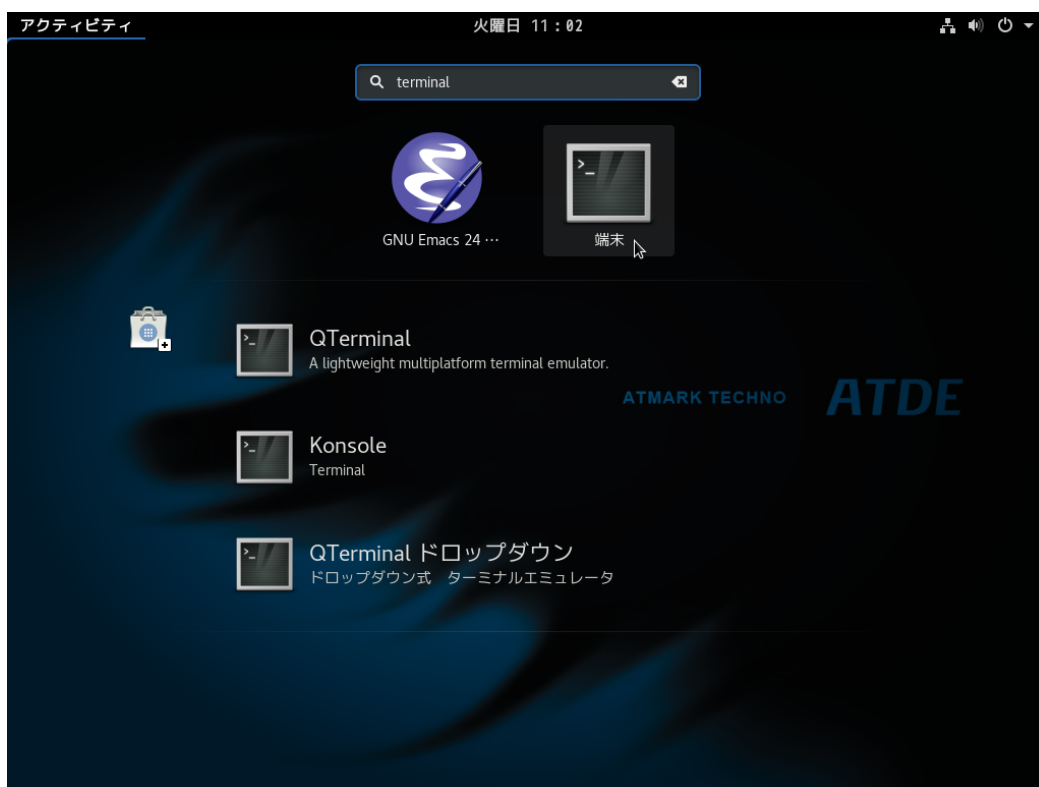 アクティビティ 火曜日 11：02
terminal
GNU Emacs 24 ⋯ 端末
QTerminal
A lightweight multiplatform terminal emulator.
ATMARK TECHNO ATDE
Konsole
Terminal
QTerminal ドロップダウン
ドロップダウン式　ターミナルエミュレータ